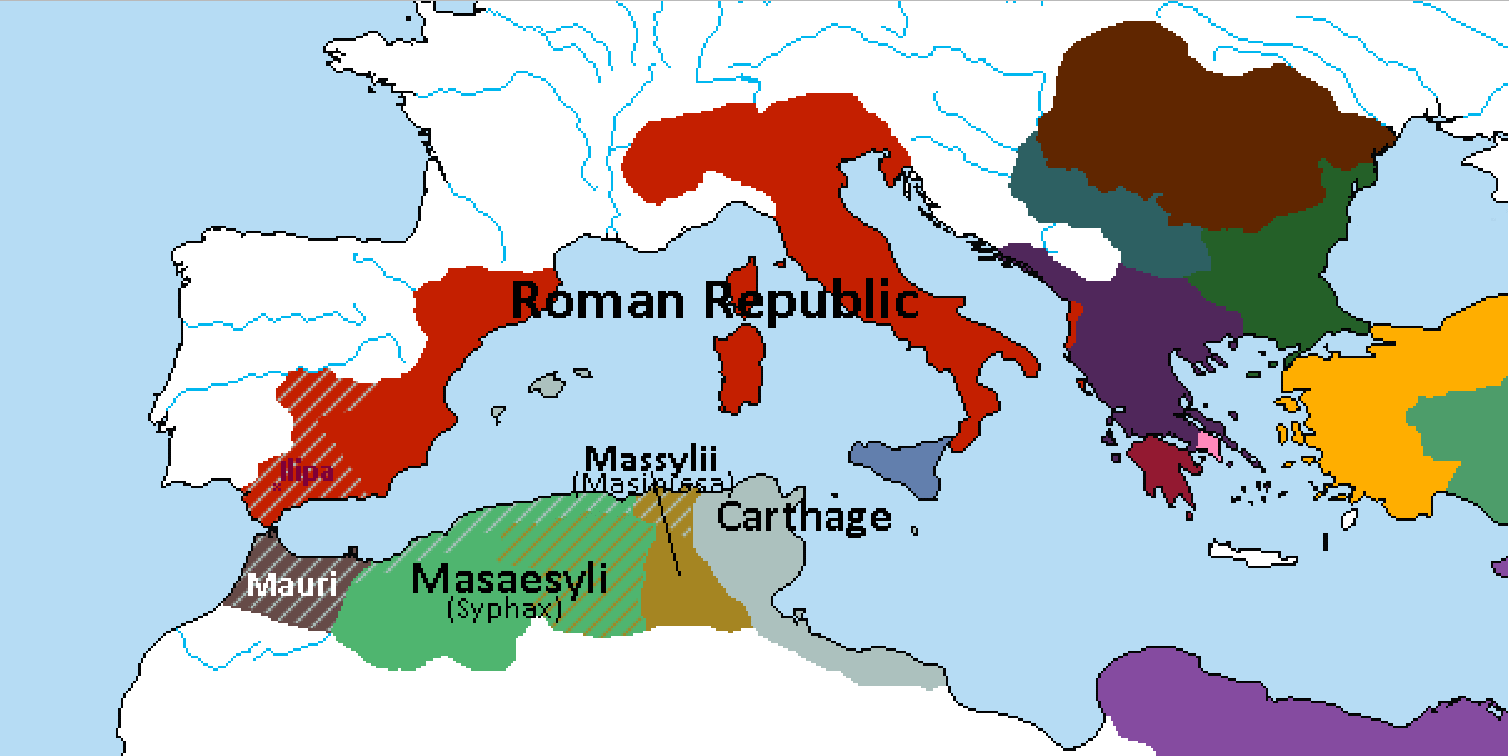 Roman Republic
Massylii
(Masinissa)
Ilipa
Carthage
Mauri
Masaesyli
(Syphax)